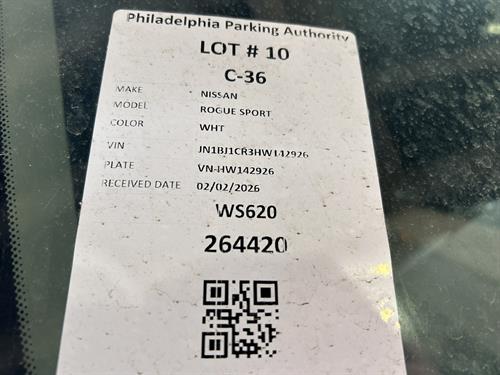 Philadelphia Parking Authority
LOT # 10
C-36
MAKE NISSAN
MODEL ROGUE SPORT
COLOR WHT
VIN JN1BJ1CR3HW142926
PLATE VN-HW142926
RECEIVED DATE 02/02/2026
WS620
264420